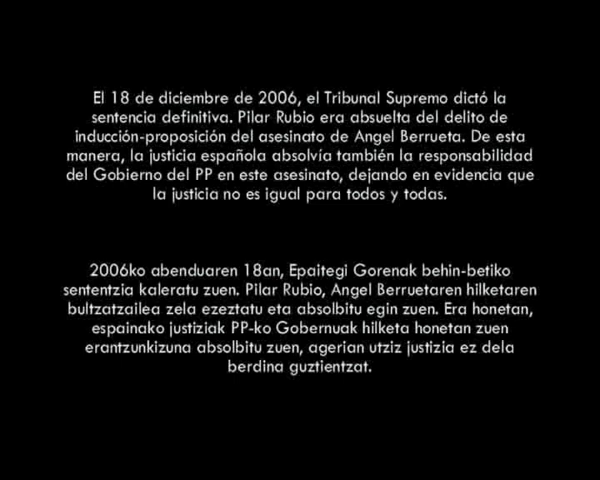 El 18 de diciembre de 2006, el Tribunal Supremo dictó la
sentencia definitiva. Pilar Rubio era absuelta del delito de
inducción-proposición del asesinato de Angel Berrueta. De esta
manera, la justicia española absolvía también la responsabilidad
del Gobierno del PP en este asesinato, dejando en evidencia que
la justicia no es igual para todos y todas.
2006ko abenduaren 18an, Epaitegi Gorenak behin-betiko
sententzia kaleratu zuen. Pilar Rubio, Angel Berruetaren hilketaren
bultzatzailea zela ezeztatu eta absolbitu egin zuen. Era honetan,
espainako justiziak PP-ko Gobernuak hilketa honetan zuen
erantzunkizuna absolbitu zuen, agerian utziz justizia ez dela
berdina guztientzat.